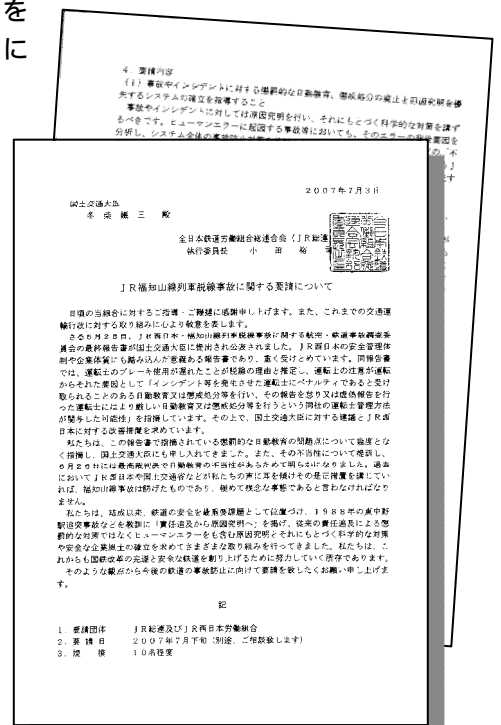 を
に
4．要請内容
(1) 事故やインシデントに対する懲罰的な日勤教育、懲戒処分の廃止と原因究明を優
先するシステムの確立を指導すること
事故やインシデントに対しては原因究明を行い、それにもとづく科学的な対策を講ず
るべきです。ヒューマンエラーに起因する事故等においても、そのエラーの背後要因を
分析し、システム全体の
2007年7月3日
国土交通大臣
冬 柴 鐵 三 殿
全日本鉄道労働組合総連合会（JR総連）
執行委員長 小 田 裕
JR福知山線列車脱線事故に関する要請について
日頃の当組合に対するご指導・ご鞭撻に感謝申し上げます。また、これまでの交通運
輸行政に対する取り組みに心より敬意を表します。
さる6月28日、JR西日本・福知山線列車脱線事故に関する航空・鉄道事故調査委
員会の最終報告書が国土交通大臣に提出され公表されました。JR西日本の安全管理体
制や企業体質にも踏み込んだ意義ある報告書であり、重く受けとめています。同報告書
では、運転士のブレーキ使用が遅れたことが脱線の理由と推定し、運転士の注意が運転
からそれた要因として「インシデント等を発生させた運転士にペナルティであると受け
取られることのある日勤教育又は懲戒処分等を行い、その報告を怠り又は虚偽報告を行
った運転士にはより厳しい日勤教育又は懲戒処分等を行うという同社の運転士管理方法
が関与した可能性」を指摘しています。その上で、国土交通大臣に対する建議とJR西
日本に対する改善措置を求めています。
私たちは、この報告書で指摘されている懲罰的な日勤教育の問題点について幾度とな
く指摘し、国土交通大臣にも申し入れてきました。また、その不当性について提訴し、
6月26日には最高裁判決で日勤教育の不当性があらためて明らかになりました。過去
においてJR西日本や国土交通省などが私たちの声に耳を傾けその是正措置を講じてい
れば、福知山線事故は防げたものであり、極めて残念な事態であると言わなければなり
ません。
私たちは、結成以来、鉄道の安全を最重要課題として位置づけ、1988年の東中野
駅追突事故などを教訓に「責任追及から原因究明へ」を掲げ、従来の責任追及による懲
罰的な対策ではなくヒューマンエラーをも含む原因究明とそれにもとづく科学的な対策
や安全な企業風土の確立を求めてさまざまな取り組みを行ってきました。私たちは、こ
れからも国鉄改革の完遂と安全な鉄道を創り上げるために努力していく所存であります。
そのような観点から今後の鉄道の事故防止に向けて要請を致したくお願い申し上げま
す。
記
1．要請団体 JR総連及びJR西日本労働組合
2．要 請 日 2007年7月下旬（別途、ご相談致します）
3．規 模 10名程度